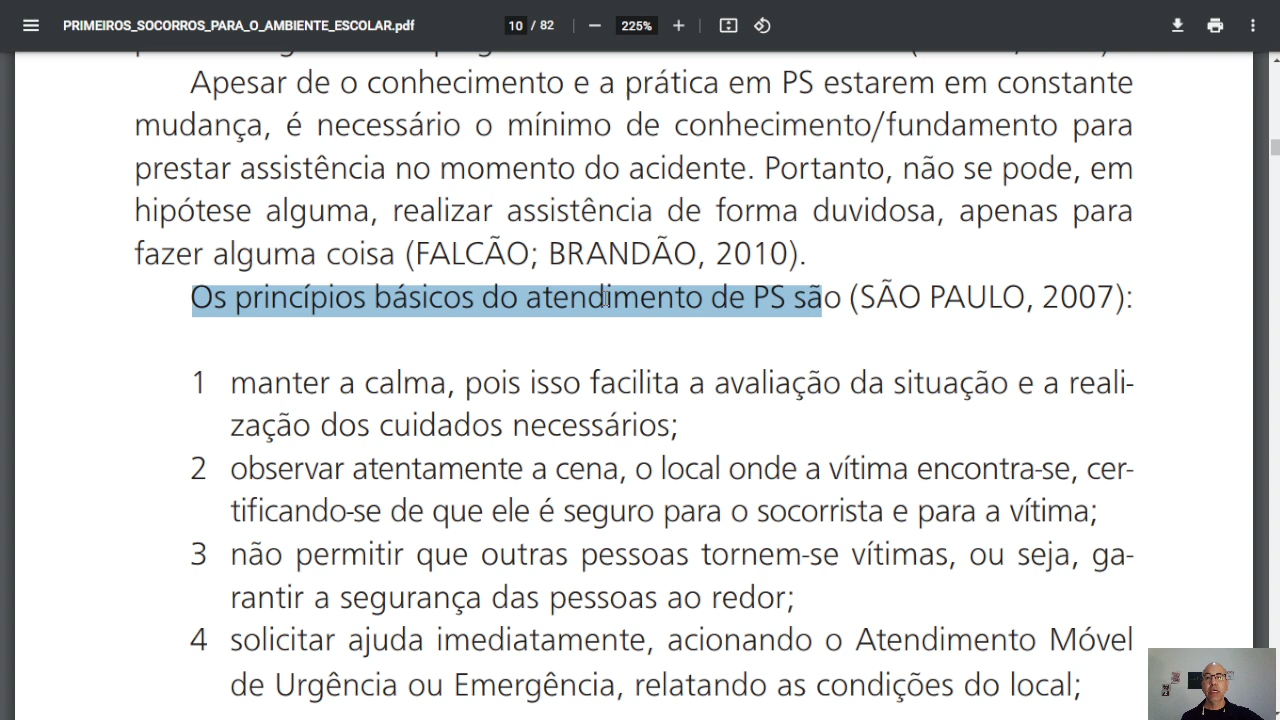 PRIMEIROS_SOCORROS_PARA_O_AMBIENTE_ESCOLAR.pdf
10 / 82
225%
Apesar de o conhecimento e a prática em PS estarem em constante
mudança, é necessário o mínimo de conhecimento/fundamento para
prestar assistência no momento do acidente. Portanto, não se pode, em
hipótese alguma, realizar assistência de forma duvidosa, apenas para
fazer alguma coisa (FALCÃO; BRANDÃO, 2010).
Os princípios básicos do atendimento de PS são (SÃO PAULO, 2007):
1 manter a calma, pois isso facilita a avaliação da situação e a reali-
zação dos cuidados necessários;
2 observar atentamente a cena, o local onde a vítima encontra-se, cer-
tificando-se de que ele é seguro para o socorrista e para a vítima;
3 não permitir que outras pessoas tornem-se vítimas, ou seja, ga-
rantir a segurança das pessoas ao redor;
4 solicitar ajuda imediatamente, acionando o Atendimento Móvel
de Urgência ou Emergência, relatando as condições do local;